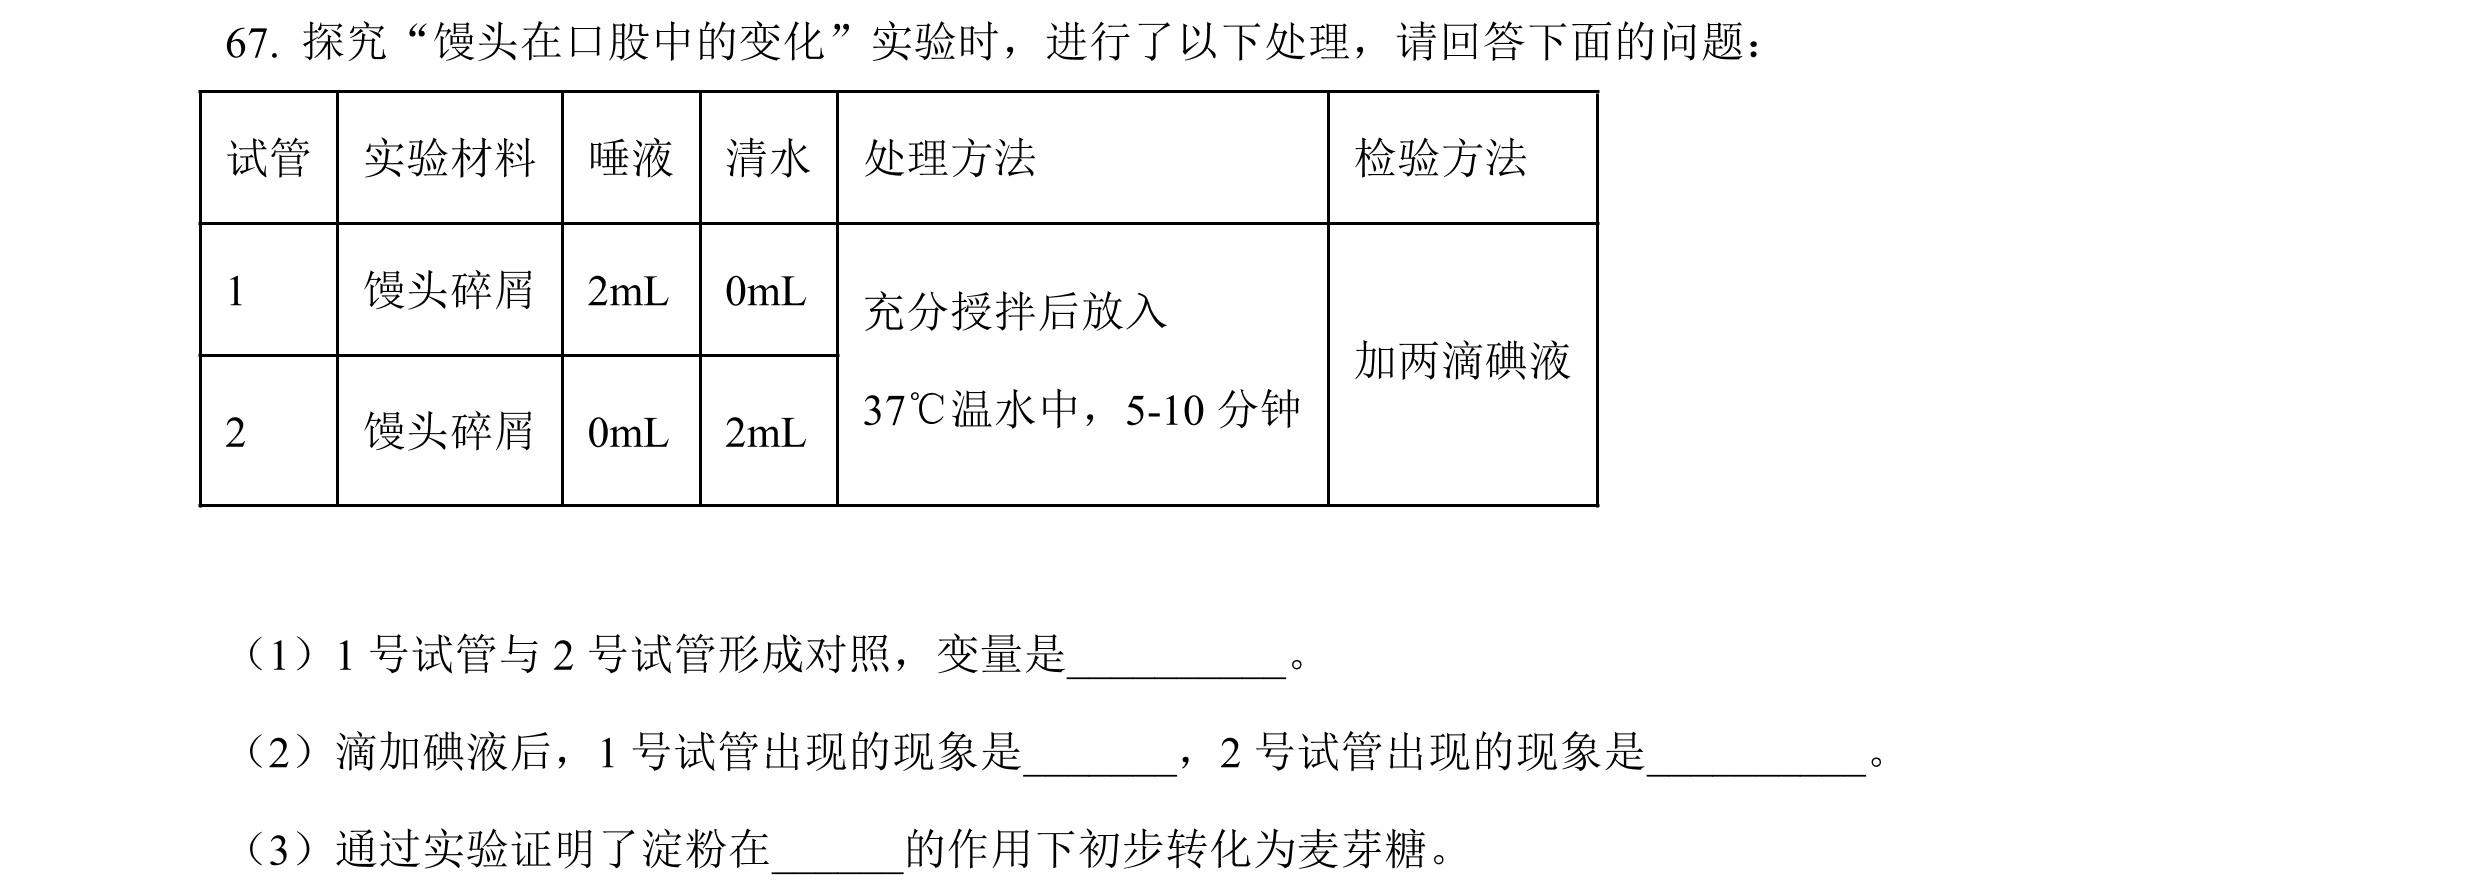 67. 探究“馒头在口股中的变化”实验时，进行了以下处理，请回答下面的问题：
试管 实验材料 唾液 清水 处理方法 检验方法
1 馒头碎屑 2mL 0mL
充分授拌后放入
37℃温水中，5-10 分钟
加两滴碘液
2 馒头碎屑 0mL 2mL
（1）1 号试管与 2 号试管形成对照，变量是__________。
（2）滴加碘液后，1 号试管出现的现象是_______，2 号试管出现的现象是__________。
（3）通过实验证明了淀粉在______的作用下初步转化为麦芽糖。